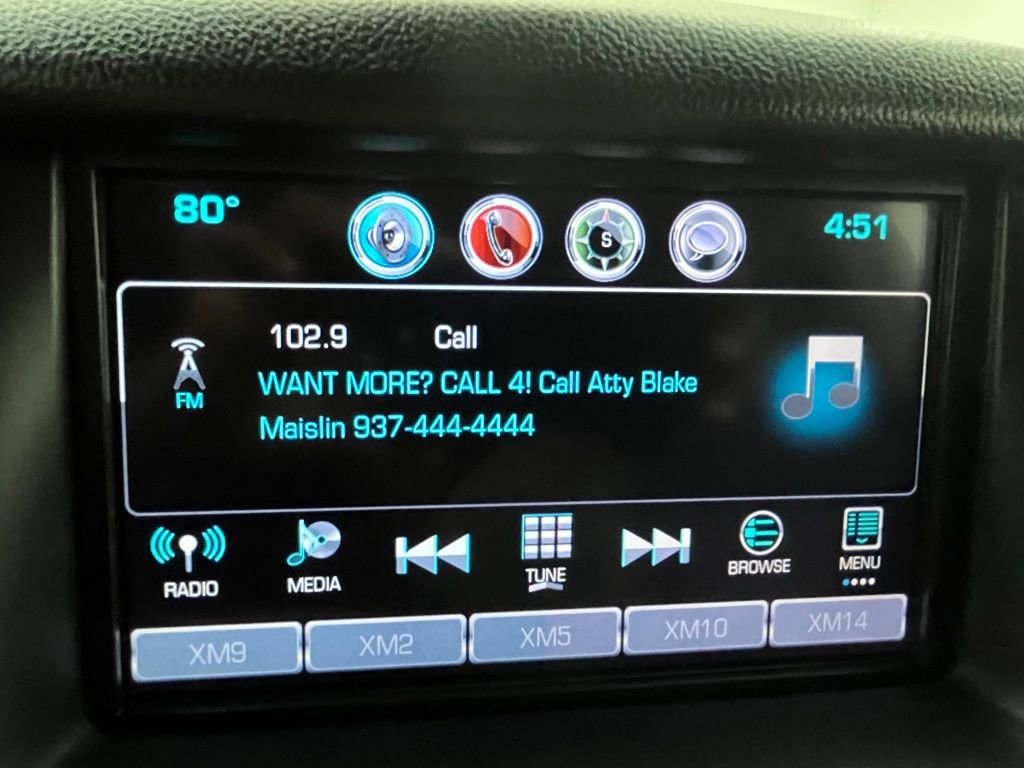 80° 4:51
S
102.9 Call
FM
WANT MORE? CALL 4! Call Atty Blake
Maislin 937-444-4444
RADIO MEDIA TUNE BROWSE MENU
XM9 XM2 XM5 XM10 XM14